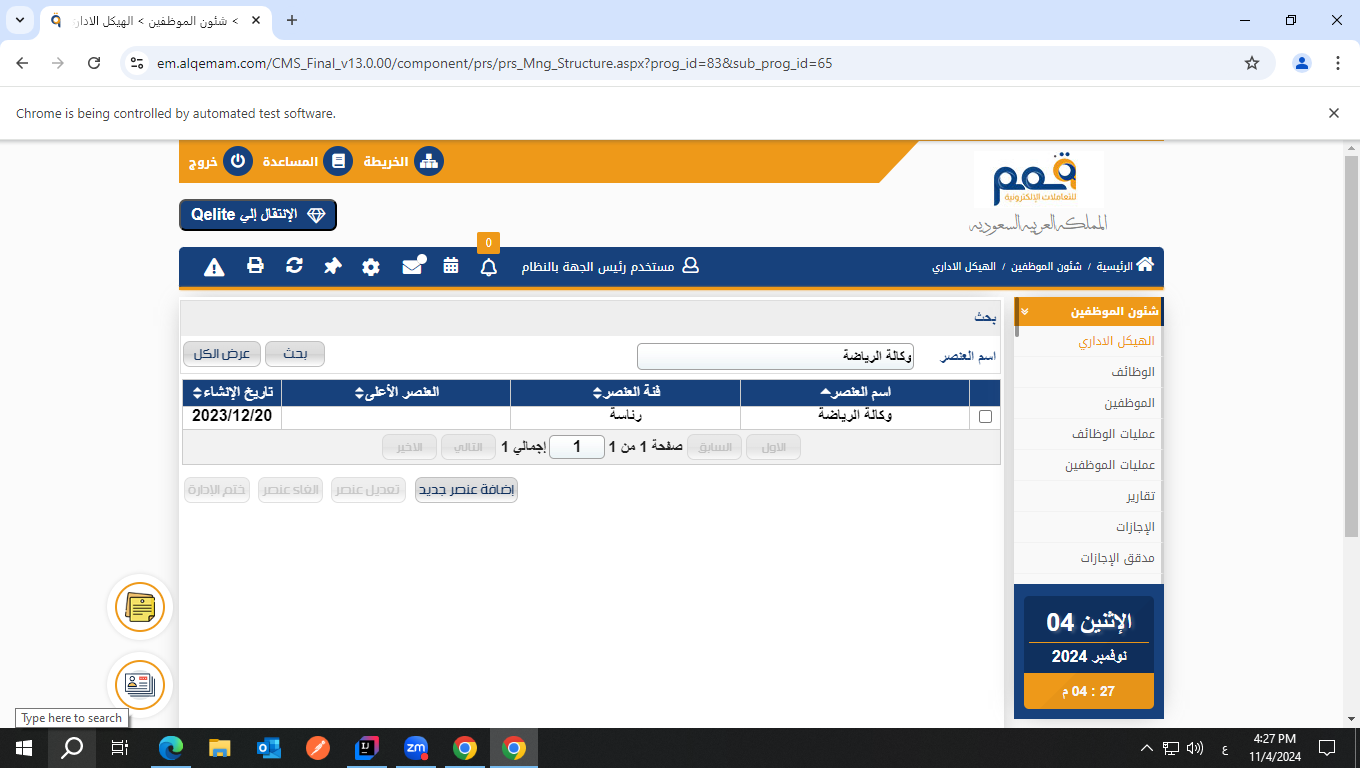 > شئون الموظفين > الهيكل الادارى
em.alqemam.com/CMS_Final_v13.0.00/component/prs/prs_Mng_Structure.aspx?prog_id=83&sub_prog_id=65
Chrome is being controlled by automated test software.
الخريطة
المساعدة
خروج
قمم
للتعاملات الإلكترونية
المملكة العربية السعودية
الإنتقال إلي Qelite
0
الرئيسية / شئون الموظفين / الهيكل الاداري
مستخدم رئيس الجهة بالنظام
شئون الموظفين
الهيكل الاداري
الوظائف
الموظفين
عمليات الوظائف
عمليات الموظفين
تقارير
الإجازات
مدقق الإجازات
بحث
اسم العنصر
وكالة الرياضة
بحث
عرض الكل
اسم العنصر
فئة العنصر
العنصر الأعلى
تاريخ الإنشاء
وكالة الرياضة
رئاسة
2023/12/20
الاول
السابق
صفحة 1 من 1
1
إجمالي 1
التالي
الاخير
إضافة عنصر جديد
تعديل عنصر
الغاء عنصر
ختم الإدارة
الإثنين 04
نوفمبر 2024
27 : 04 م
Type here to search
zm
ع
4:27 PM
11/4/2024